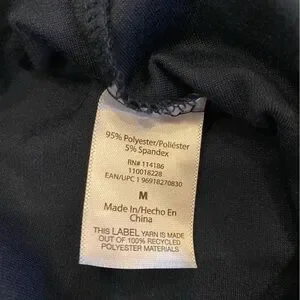 95% Polyester/Poliéster
5% Spandex
RN# 114186
110018228
EAN/UPC 1 96918270830
M
Made In/Hecho En
China
THIS LABEL YARN IS MADE
OUT OF 100% RECYCLED
POLYESTER MATERIALS